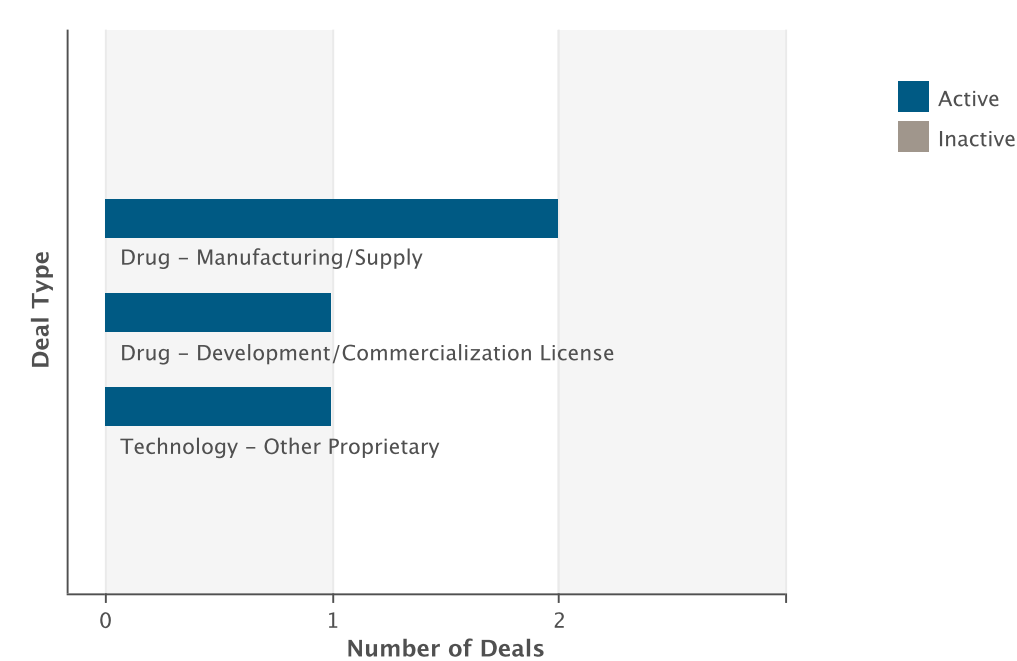 Active
Inactive
Drug – Manufacturing/Supply
Drug – Development/Commercialization License
Technology – Other Proprietary
Deal Type
0 1 2
Number of Deals